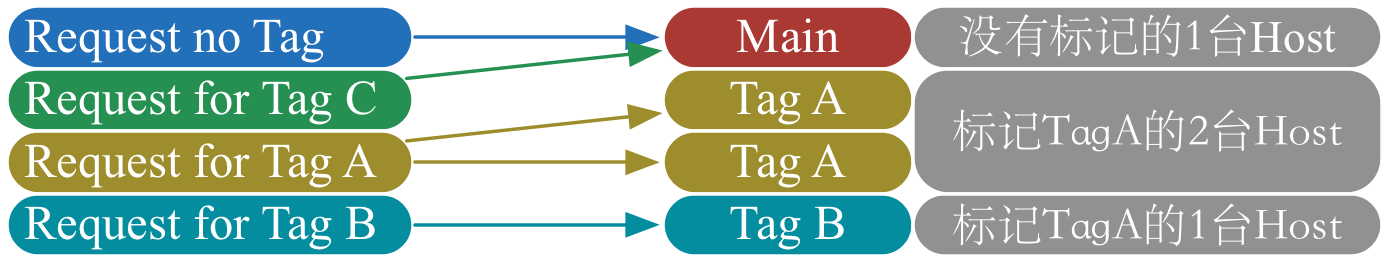 Request no Tag
Main
没有标记的1台Host
Request for Tag C
Tag A
标记TagA的2台Host
Request for Tag A
Tag A
Request for Tag B
Tag B
标记TagA的1台Host